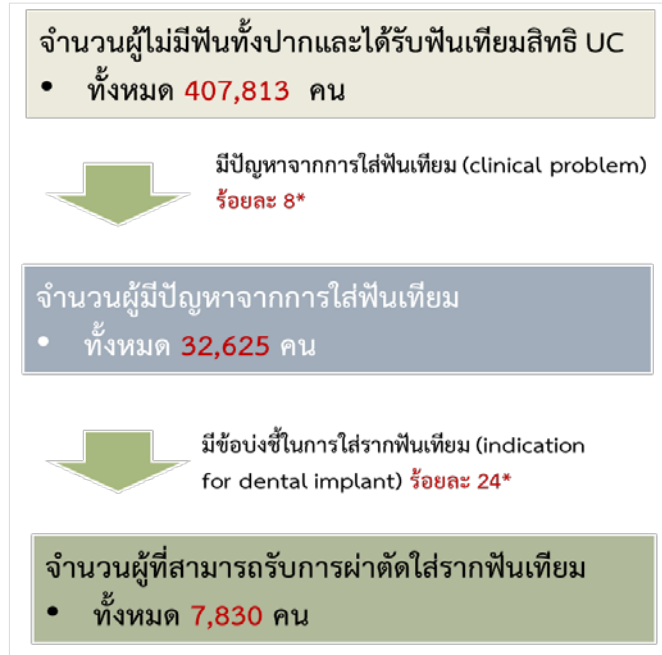 จำนวนผู้ไม่มีฟันทั้งปากและได้รับฟันเทียมสิทธิ UC
• ทั้งหมด 407,813 คน
มีปัญหาจากการใส่ฟันเทียม (clinical problem)
ร้อยละ 8*
จำนวนผู้มีปัญหาจากการใส่ฟันเทียม
• ทั้งหมด 32,625 คน
มีข้อบ่งชี้ในการใส่รากฟันเทียม (indication
for dental implant) ร้อยละ 24*
จำนวนผู้ที่สามารถรับการผ่าตัดใส่รากฟันเทียม
• ทั้งหมด 7,830 คน